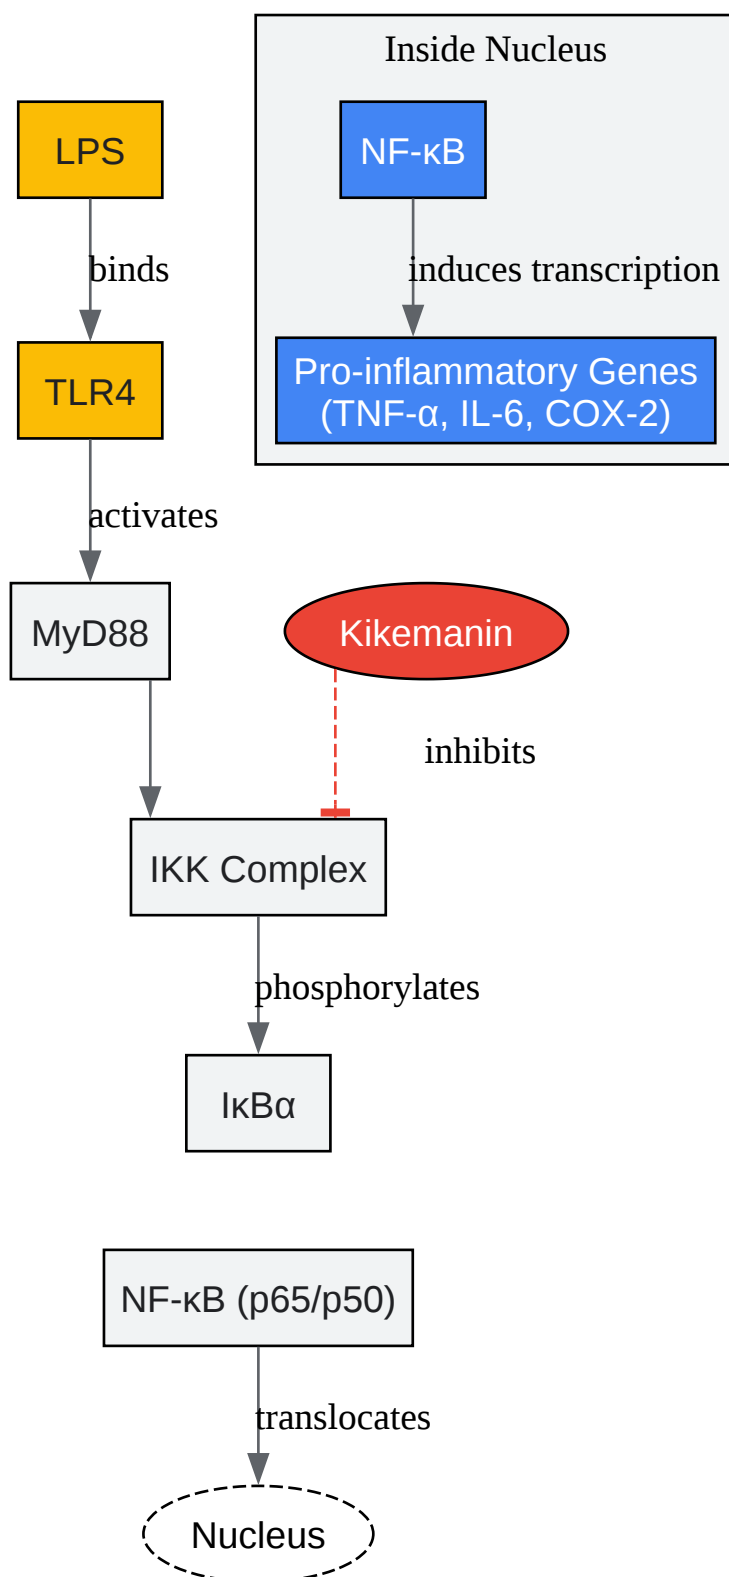 Inside Nucleus
LPS
NF-κB
binds
induces transcription
TLR4
Pro-inflammatory Genes
(TNF-α, IL-6, COX-2)
activates
MyD88
Kikemanin
inhibits
IKK Complex
phosphorylates
IκBα
NF-κB (p65/p50)
translocates
Nucleus